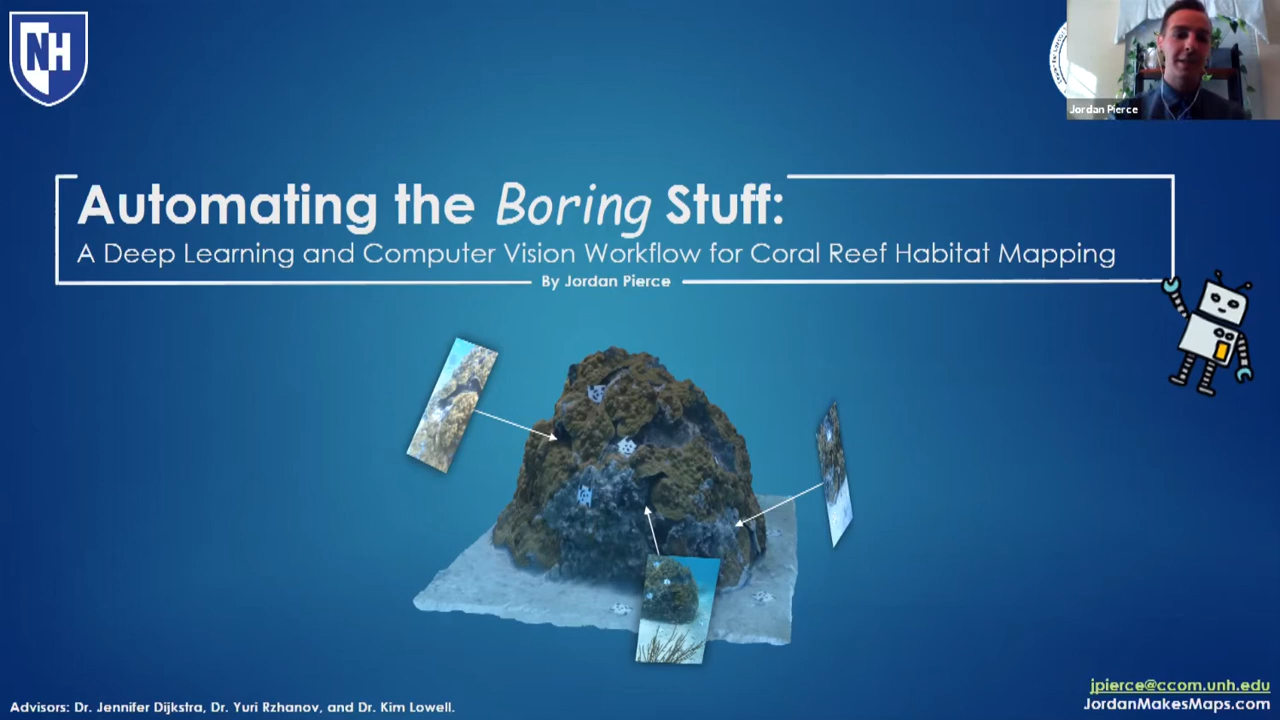 NH
Jordan Pierce
Automating the Boring Stuff:
A Deep Learning and Computer Vision Workflow for Coral Reef Habitat Mapping
By Jordan Pierce
jpierce@ccom.unh.edu
Advisors: Dr. Jennifer Dijkstra, Dr. Yuri Rzhanov, and Dr. Kim Lowell.
JordanMakesMaps.com